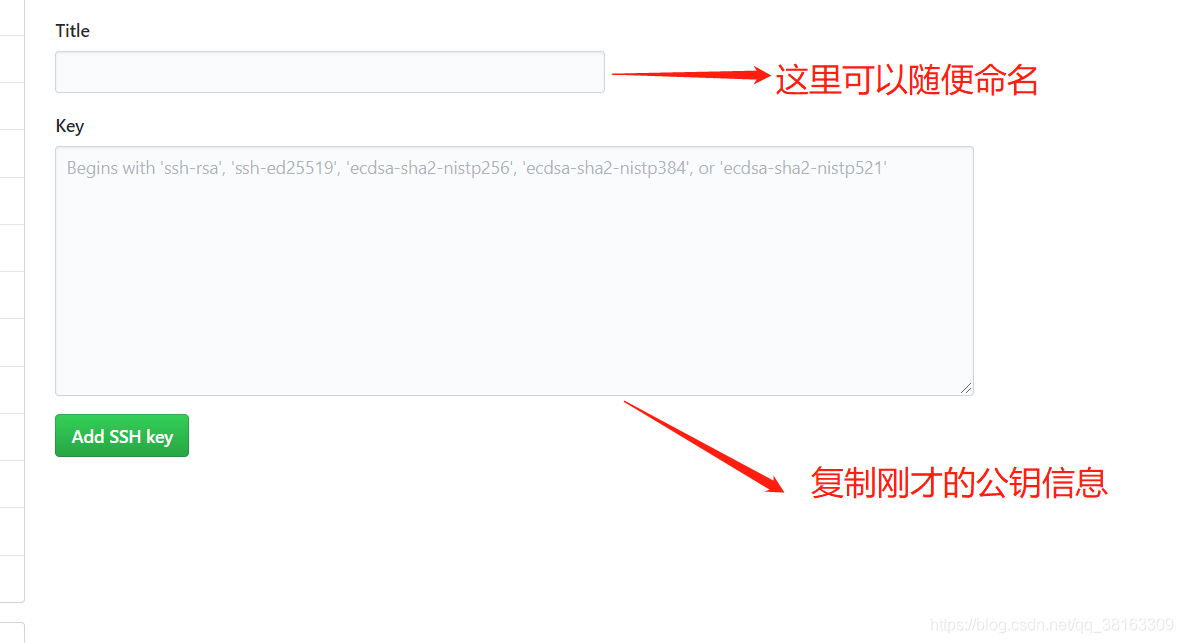 Title
这里可以随便命名
Key
Begins with 'ssh-rsa', 'ssh-ed25519', 'ecdsa-sha2-nistp256', 'ecdsa-sha2-nistp384', or 'ecdsa-sha2-nistp521'
Add SSH key
复制刚才的公钥信息
https://blog.csdn.net/qq_38163309